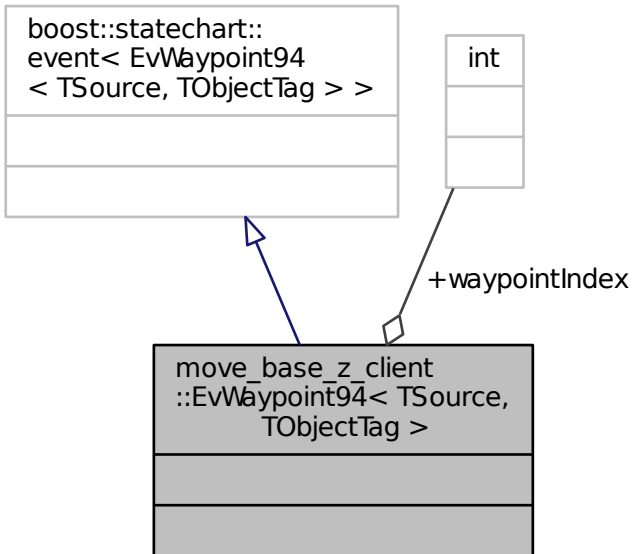 boost::statechart::
event< EvWaypoint94
< TSource, TObjectTag > >
int
+waypointIndex
move_base_z_client
::EvWaypoint94< TSource,
TObjectTag >